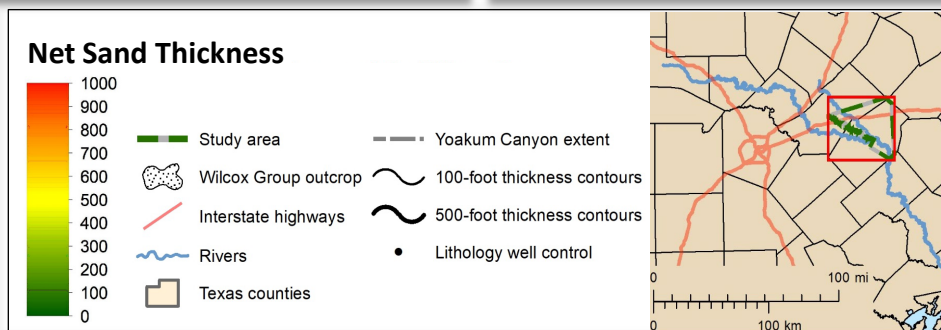 Net Sand Thickness
1000
900
800
700
600
500
400
300
200
100
0
Study area
Wilcox Group outcrop
Interstate highways
Rivers
Texas counties
Yoakum Canyon extent
100-foot thickness contours
500-foot thickness contours
Lithology well control
0 100 mi
0 100 km